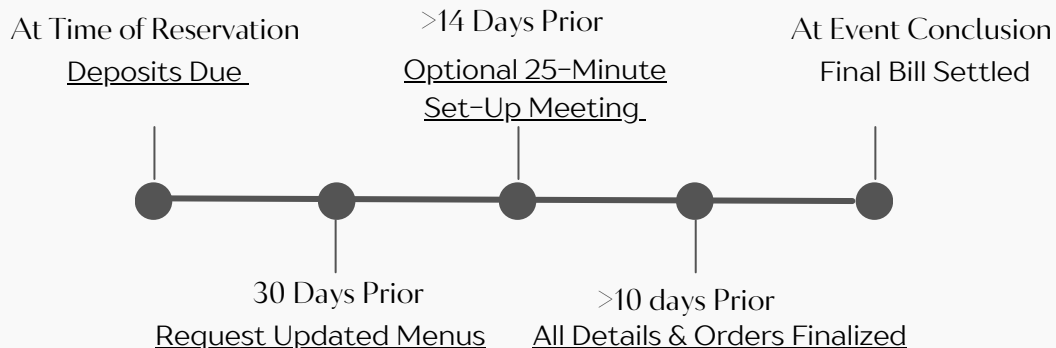 At Time of Reservation
Deposits Due
>14 Days Prior
Optional 25-Minute
Set-Up Meeting
At Event Conclusion
Final Bill Settled
30 Days Prior
Request Updated Menus
>10 days Prior
All Details & Orders Finalized